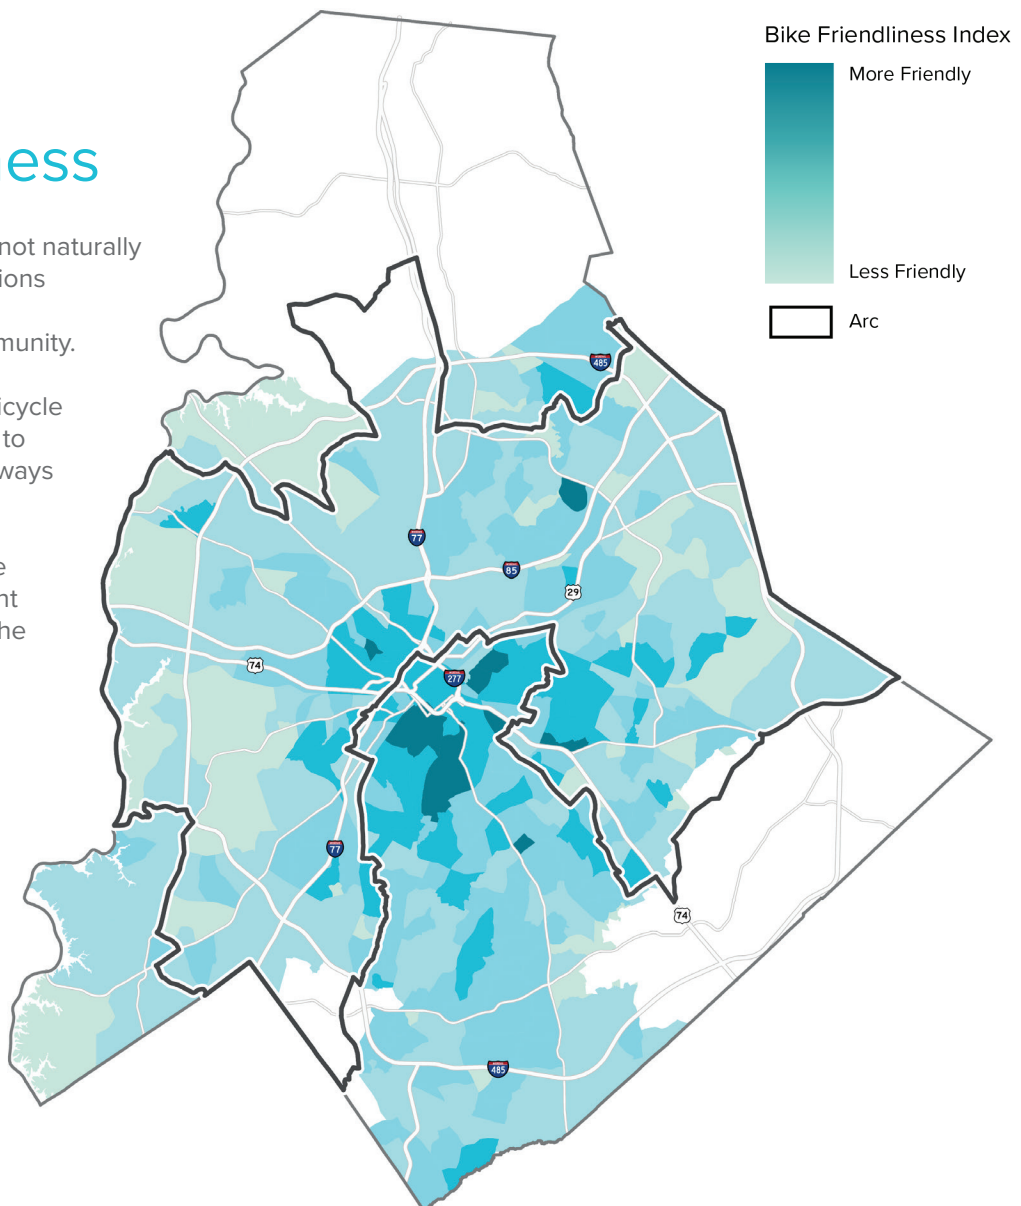 ess
not naturally
ions
munity.
icycle
to
ways
e
nt
he
Bike Friendliness Index
More Friendly
Less Friendly
Arc
485
77
85
29
74
277
77
74
485